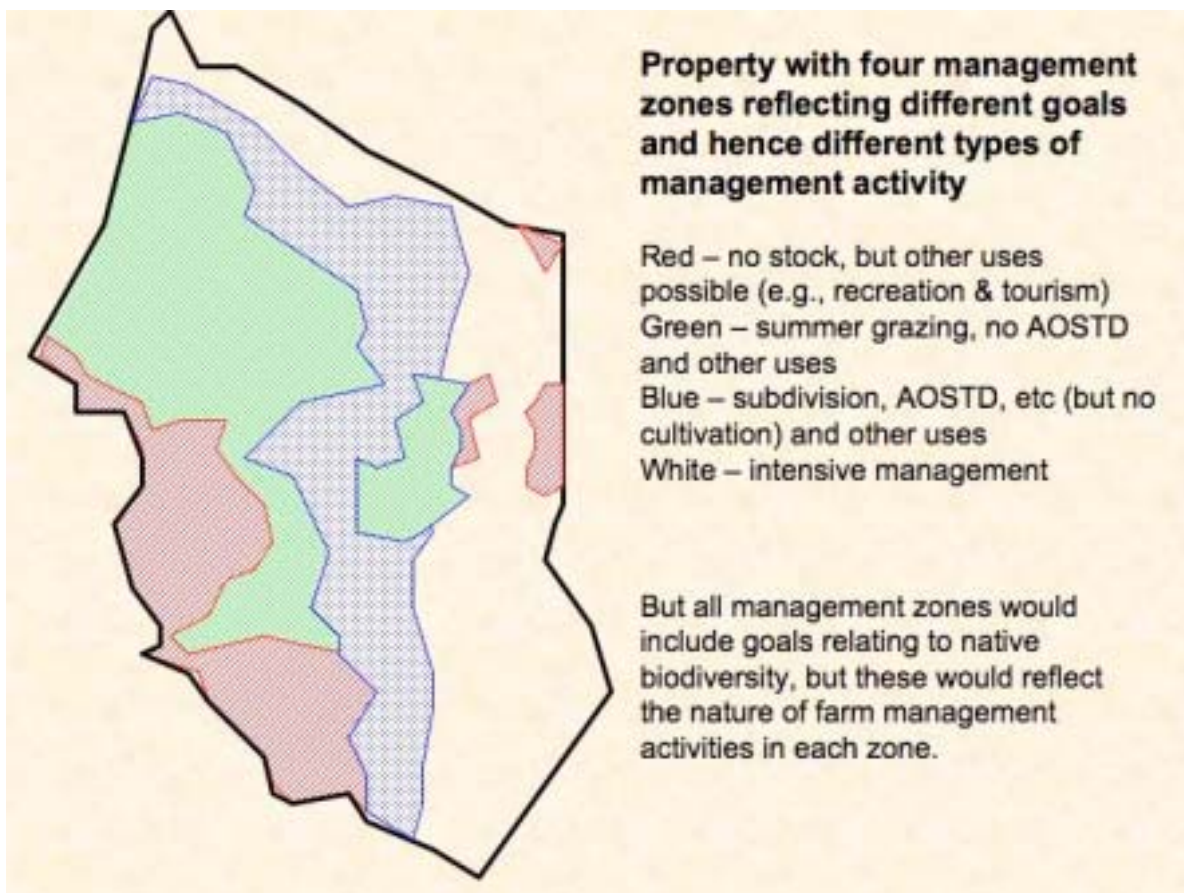 Property with four management
zones reflecting different goals
and hence different types of
management activity
Red – no stock, but other uses
possible (e.g., recreation & tourism)
Green – summer grazing, no AOSTD
and other uses
Blue – subdivision, AOSTD, etc (but no
cultivation) and other uses
White – intensive management
But all management zones would
include goals relating to native
biodiversity, but these would reflect
the nature of farm management
activities in each zone.